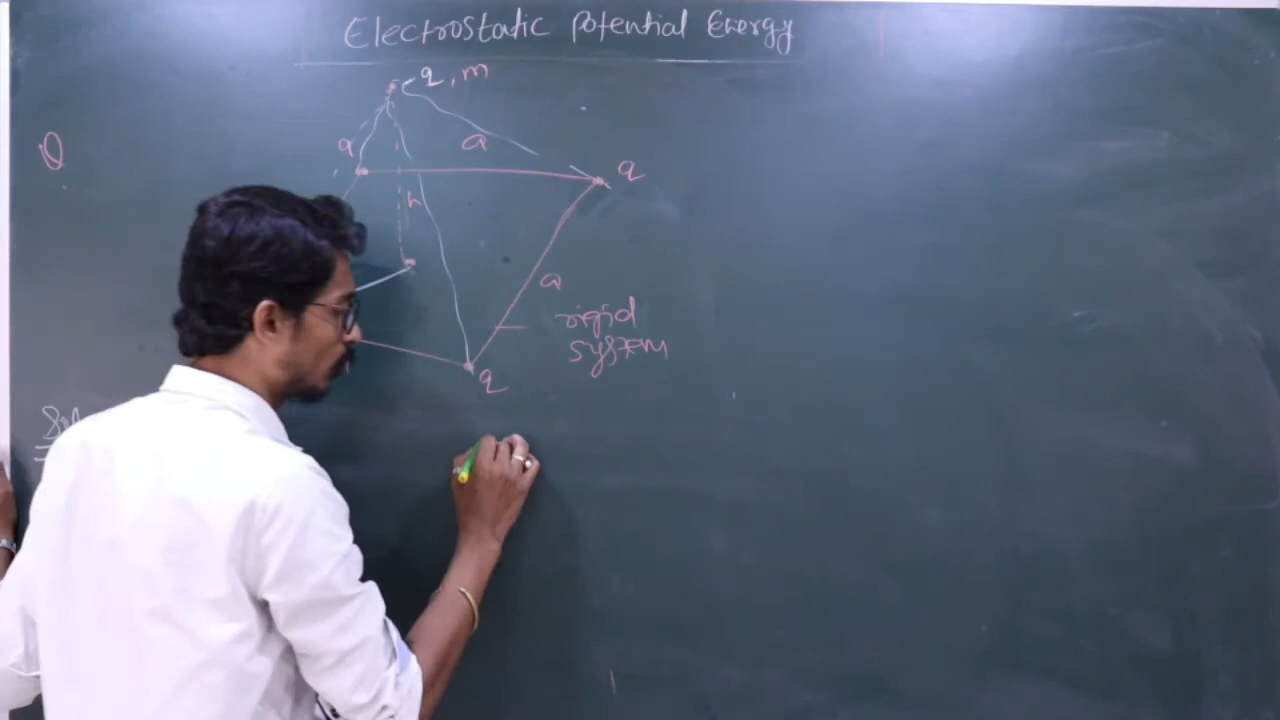 Electrostatic Potential Energy
q, m
Q
a
a
q
h
a
rigid
system
q